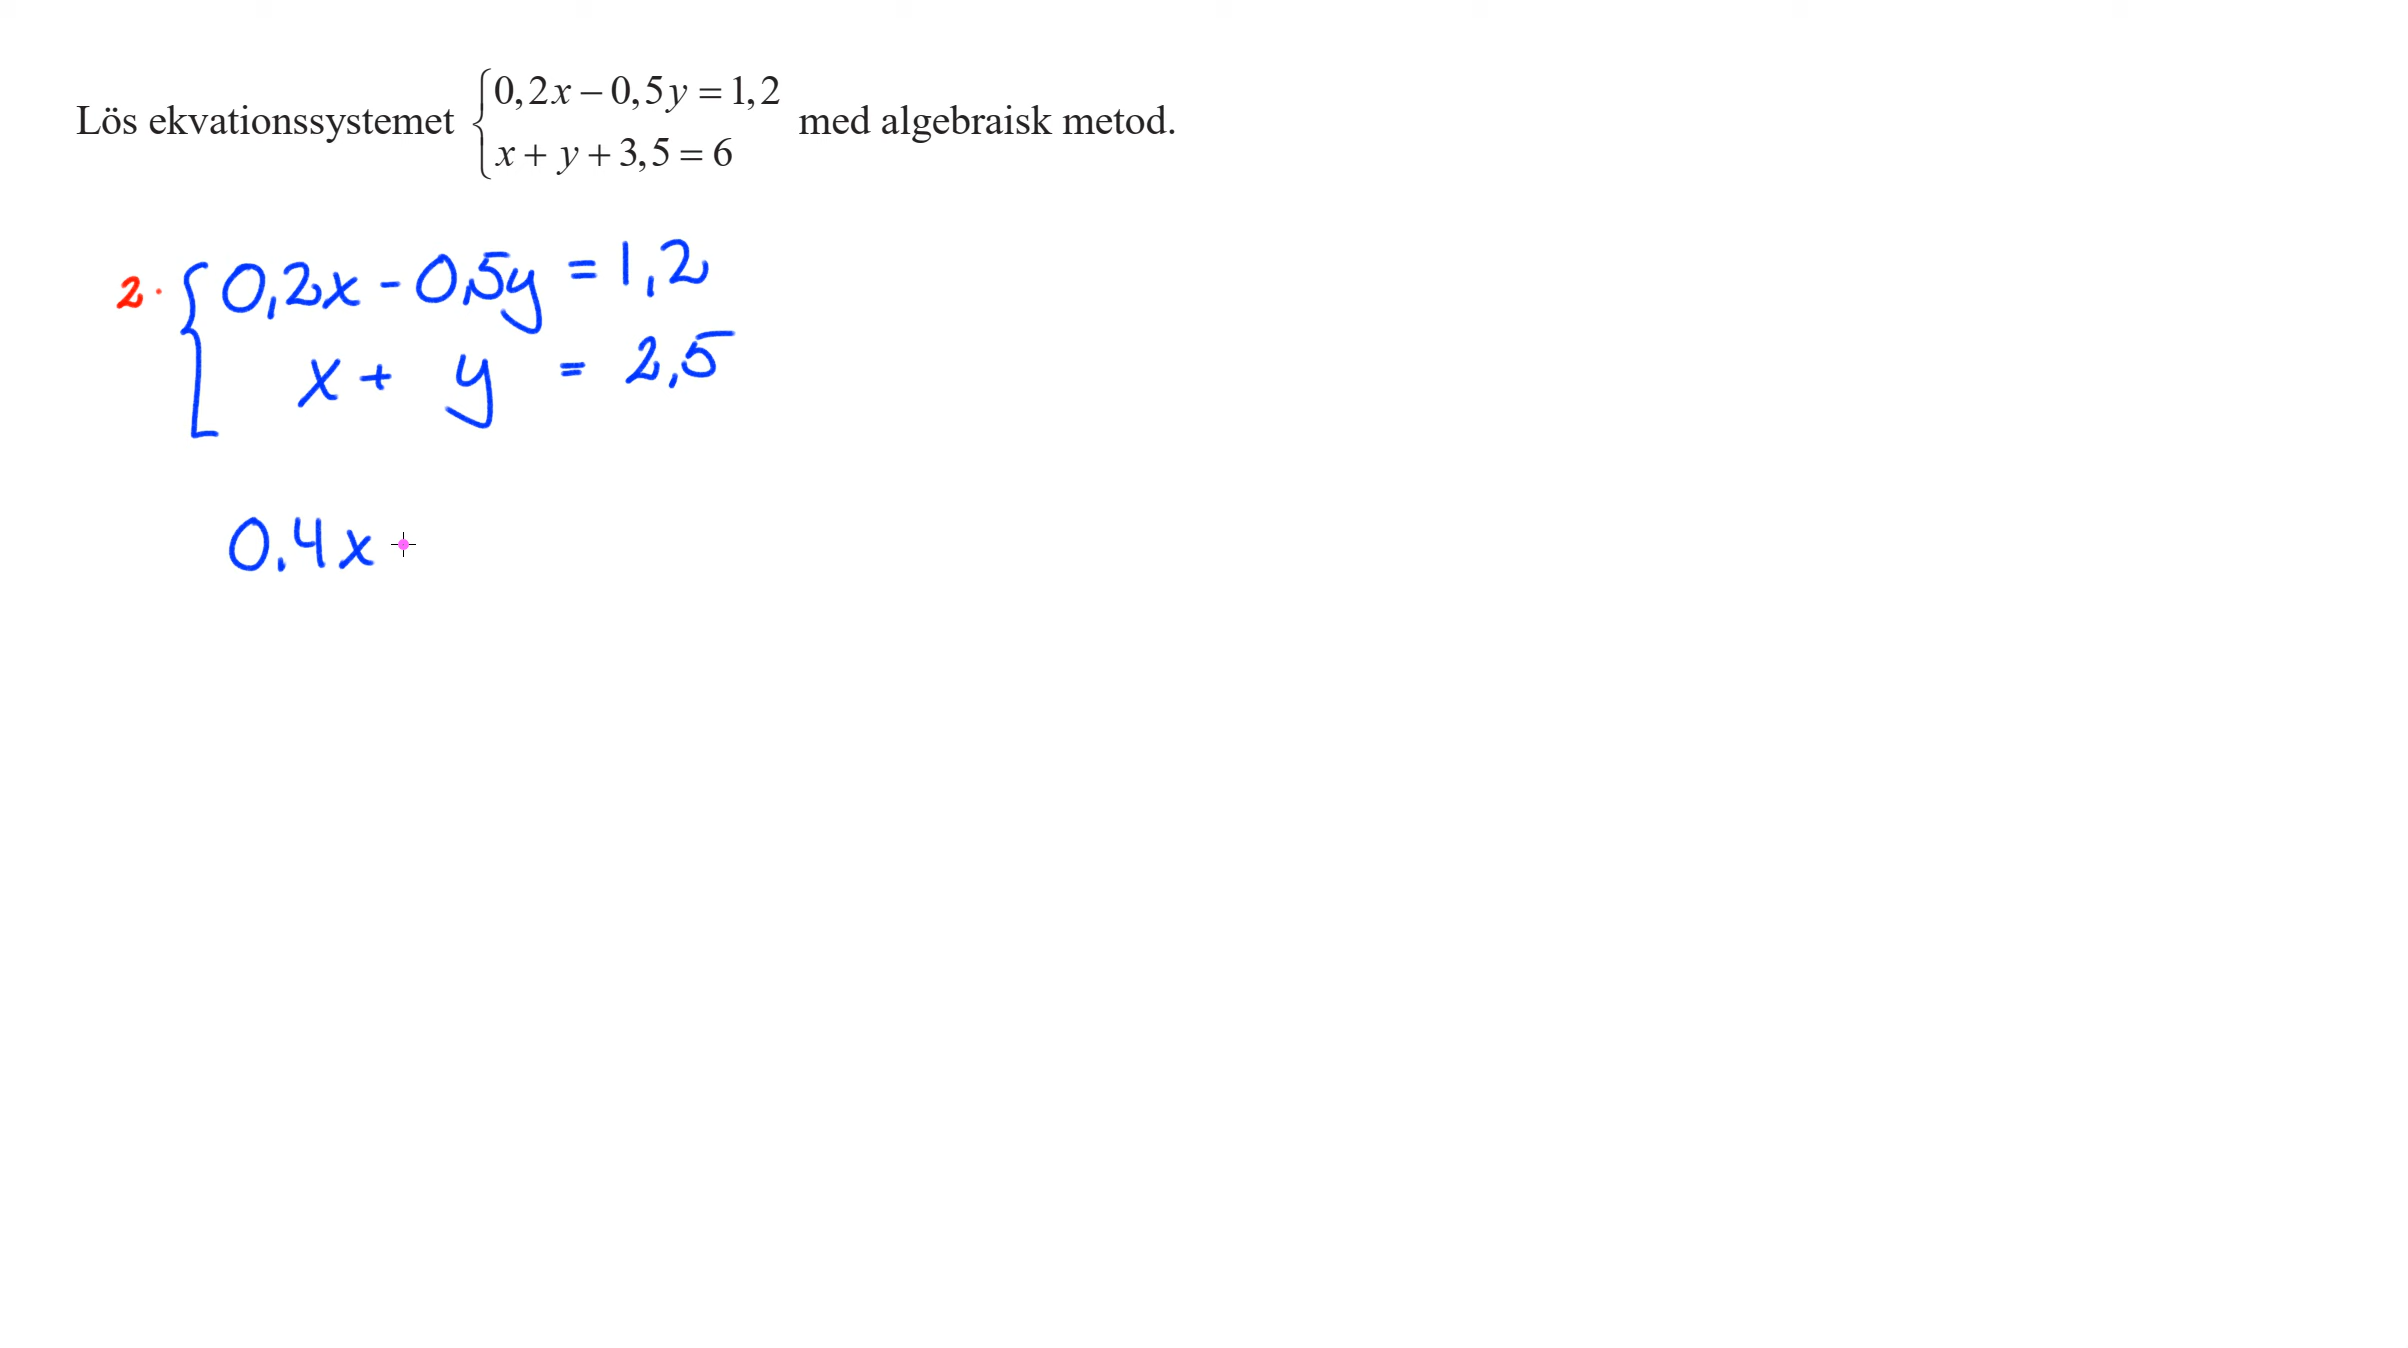 Lös ekvationssystemet { 0,2x − 0,5y = 1,2 med algebraisk metod.
x + y + 3,5 = 6
2· { 0,2x - 0,5y = 1,2
x + y = 2,5
0.4x